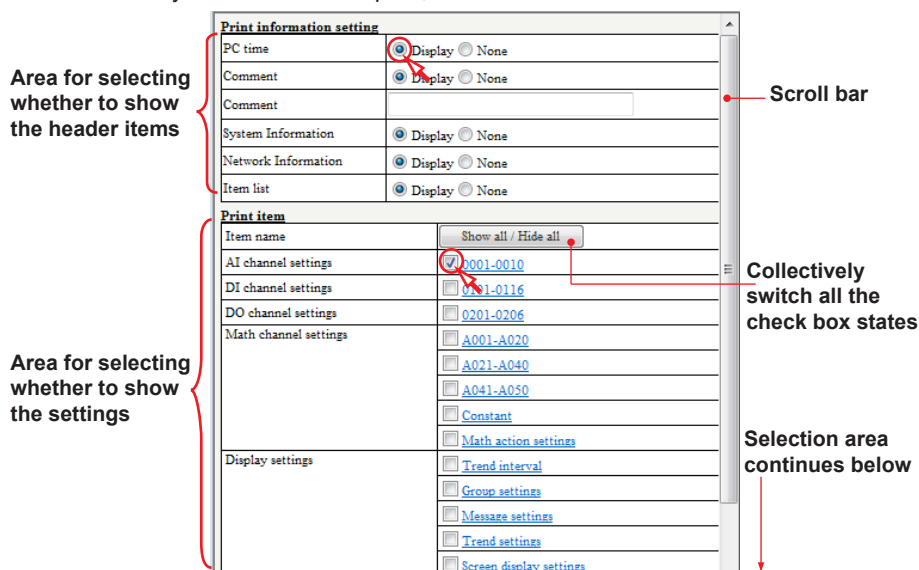 Print information setting
PC time Display None
Comment Display None
Comment
System Information Display None
Network Information Display None
Item list Display None
Print item
Item name Show all / Hide all
AI channel settings 0001-0010
DI channel settings 0101-0116
DO channel settings 0201-0206
Math channel settings A001-A020
A021-A040
A041-A050
Constant
Math action settings
Display settings Trend interval
Group settings
Message settings
Trend settings
Screen display settings
Area for selecting
whether to show
the header items
Area for selecting
whether to show
the settings
Scroll bar
Collectively
switch all the
check box states
Selection area
continues below